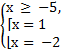 x ≥ −5,
x = 1
x = −2